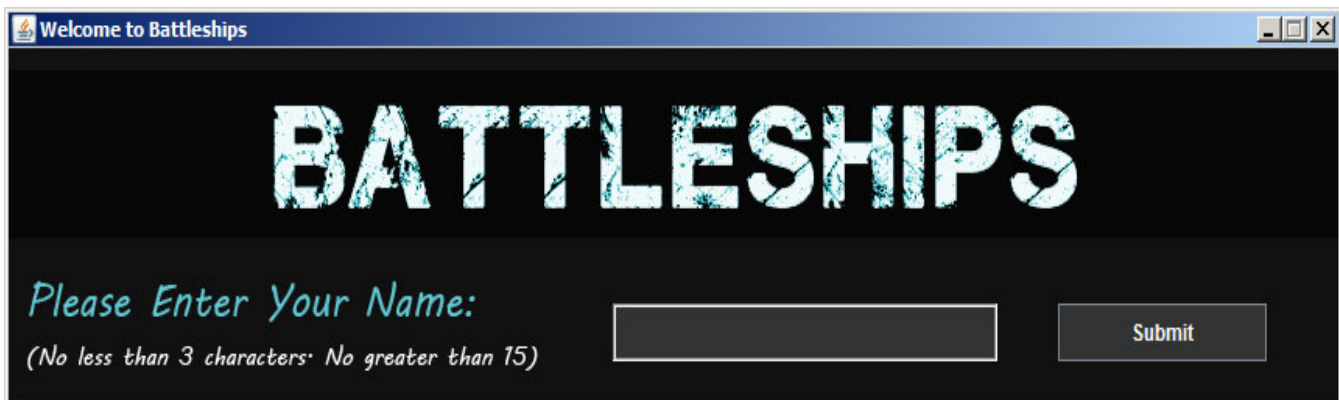 Welcome to Battleships
BATTLESHIPS
Please Enter Your Name:
(No less than 3 characters· No greater than 15)
Submit